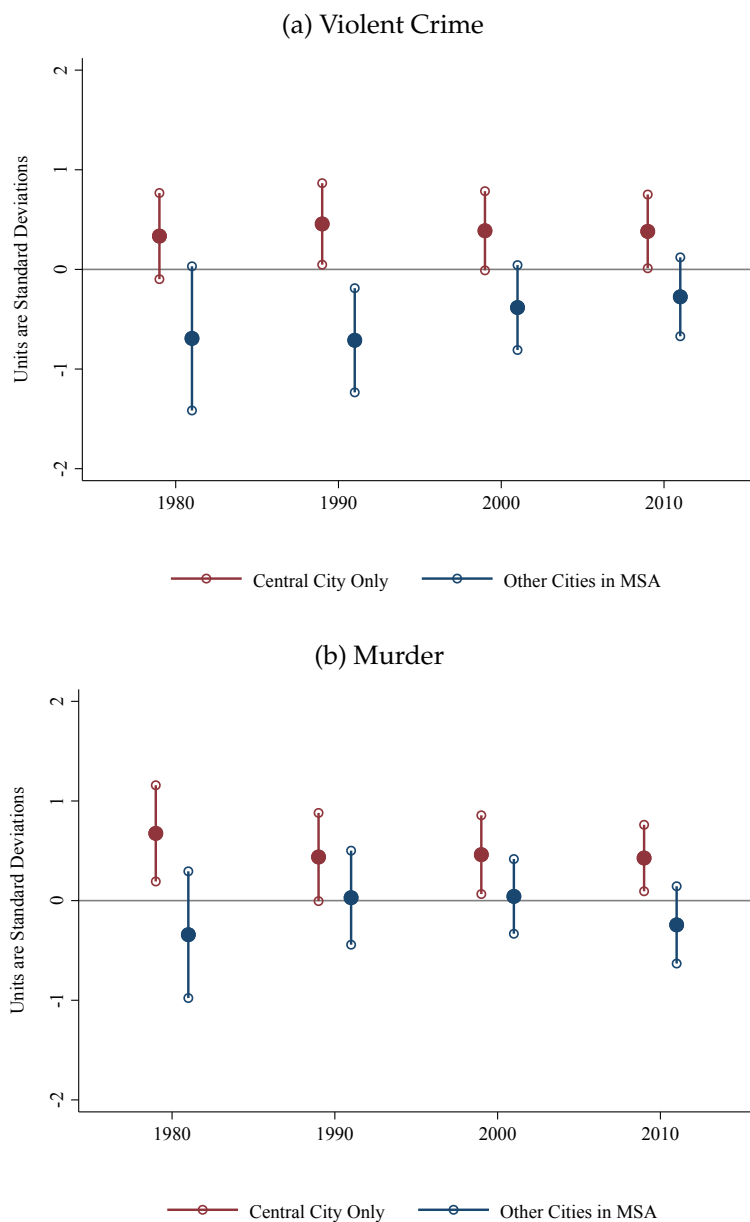 (a) Violent Crime
Units are Standard Deviations
2
1
0
-1
-2
1980 1990 2000 2010
Central City Only Other Cities in MSA
(b) Murder
Units are Standard Deviations
2
1
0
-1
-2
1980 1990 2000 2010
Central City Only Other Cities in MSA